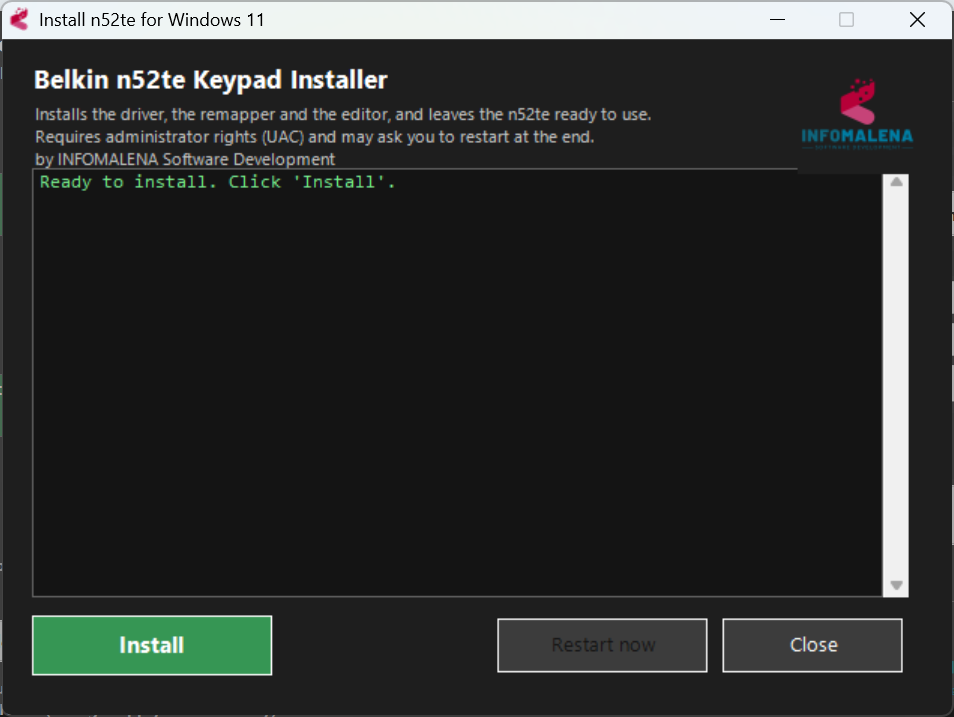 Install n52te for Windows 11
Belkin n52te Keypad Installer
Installs the driver, the remapper and the editor, and leaves the n52te ready to use.
Requires administrator rights (UAC) and may ask you to restart at the end.
by INFOMALENA Software Development
INFOMALENA
SOFTWARE DEVELOPMENT
Ready to install. Click 'Install'.
Install
Restart now
Close